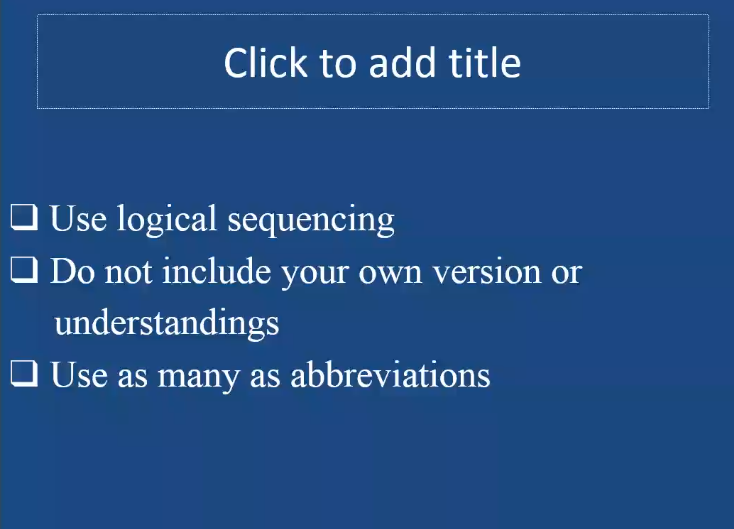 Click to add title
❑ Use logical sequencing
❑ Do not include your own version or
understandings
❑ Use as many as abbreviations